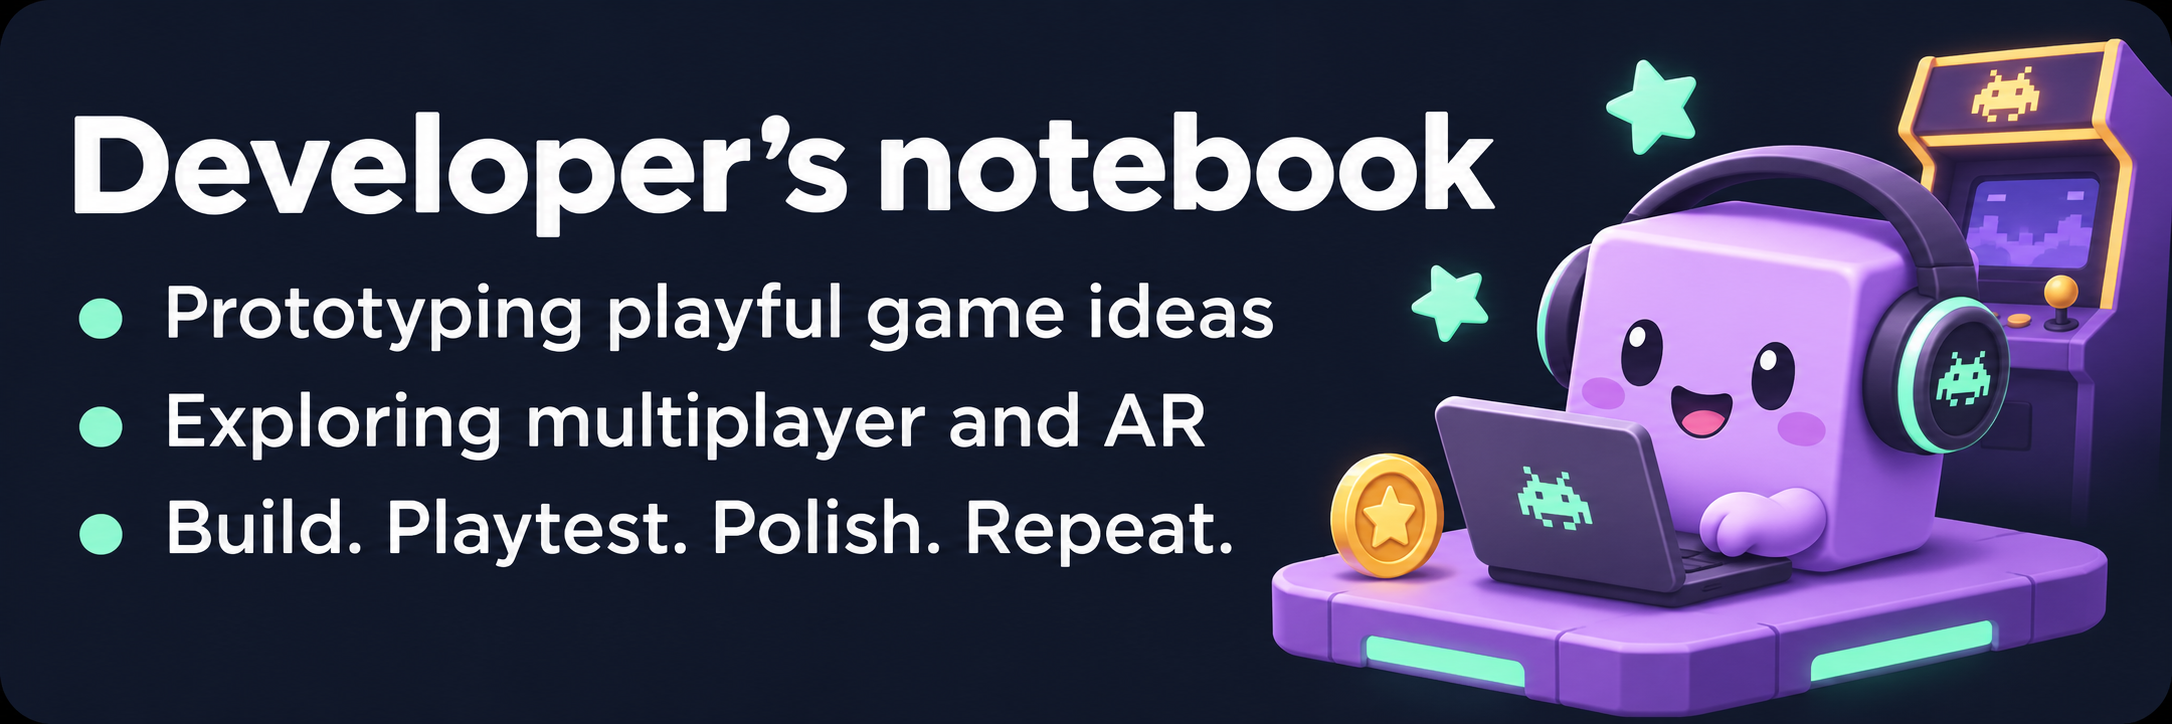 Developer’s notebook
Prototyping playful game ideas
Exploring multiplayer and AR
Build. Playtest. Polish. Repeat.